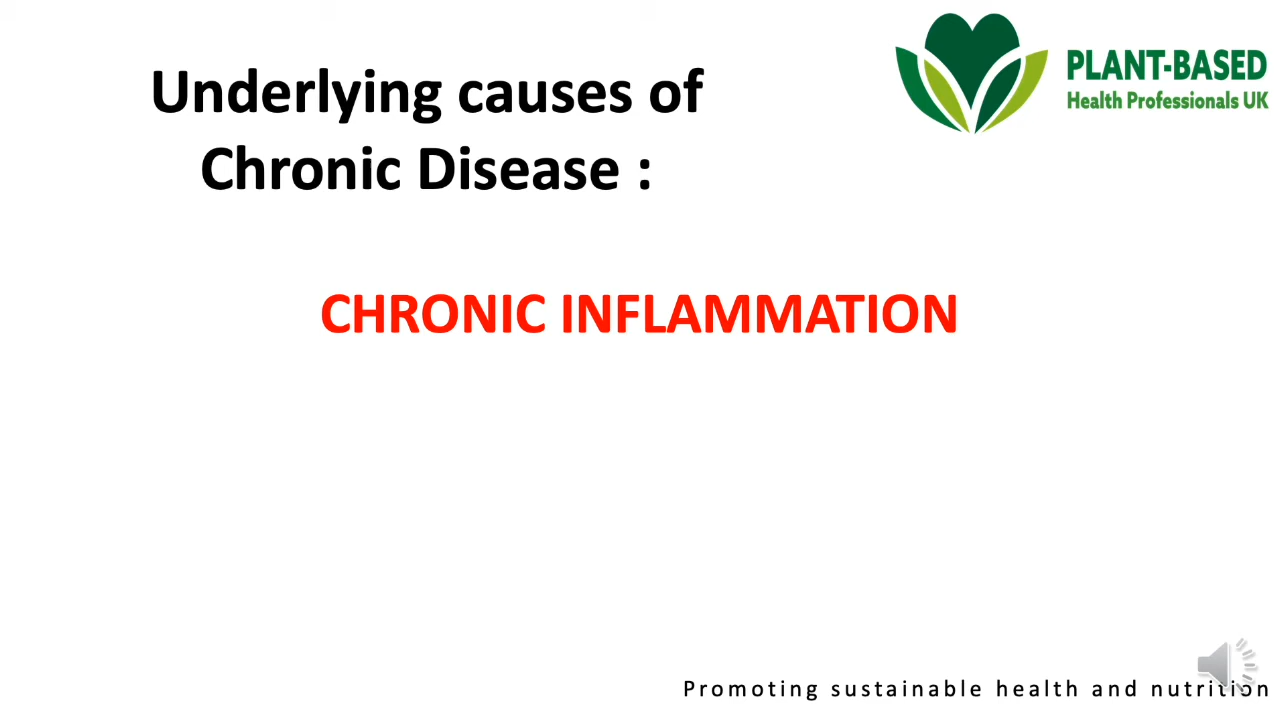 Underlying causes of
Chronic Disease :
PLANT-BASED
Health Professionals UK
CHRONIC INFLAMMATION
Promoting sustainable health and nutrition